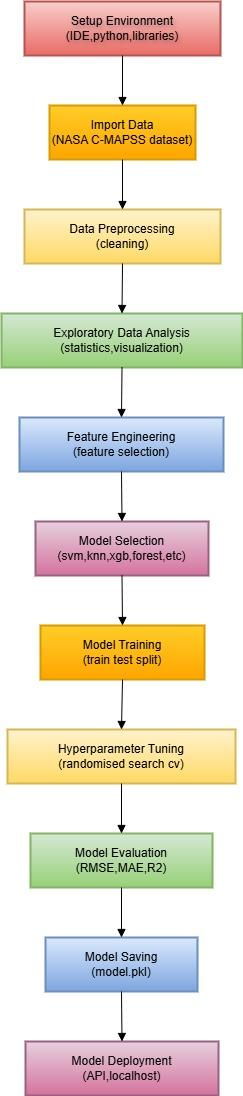 Setup Environment
(IDE,python,libraries)
Import Data
(NASA C-MAPSS dataset)
Data Preprocessing
(cleaning)
Exploratory Data Analysis
(statistics,visualization)
Feature Engineering
(feature selection)
Model Selection
(svm,knn,xgb,forest,etc)
Model Training
(train test split)
Hyperparameter Tuning
(randomised search cv)
Model Evaluation
(RMSE,MAE,R2)
Model Saving
(model.pkl)
Model Deployment
(API,localhost)